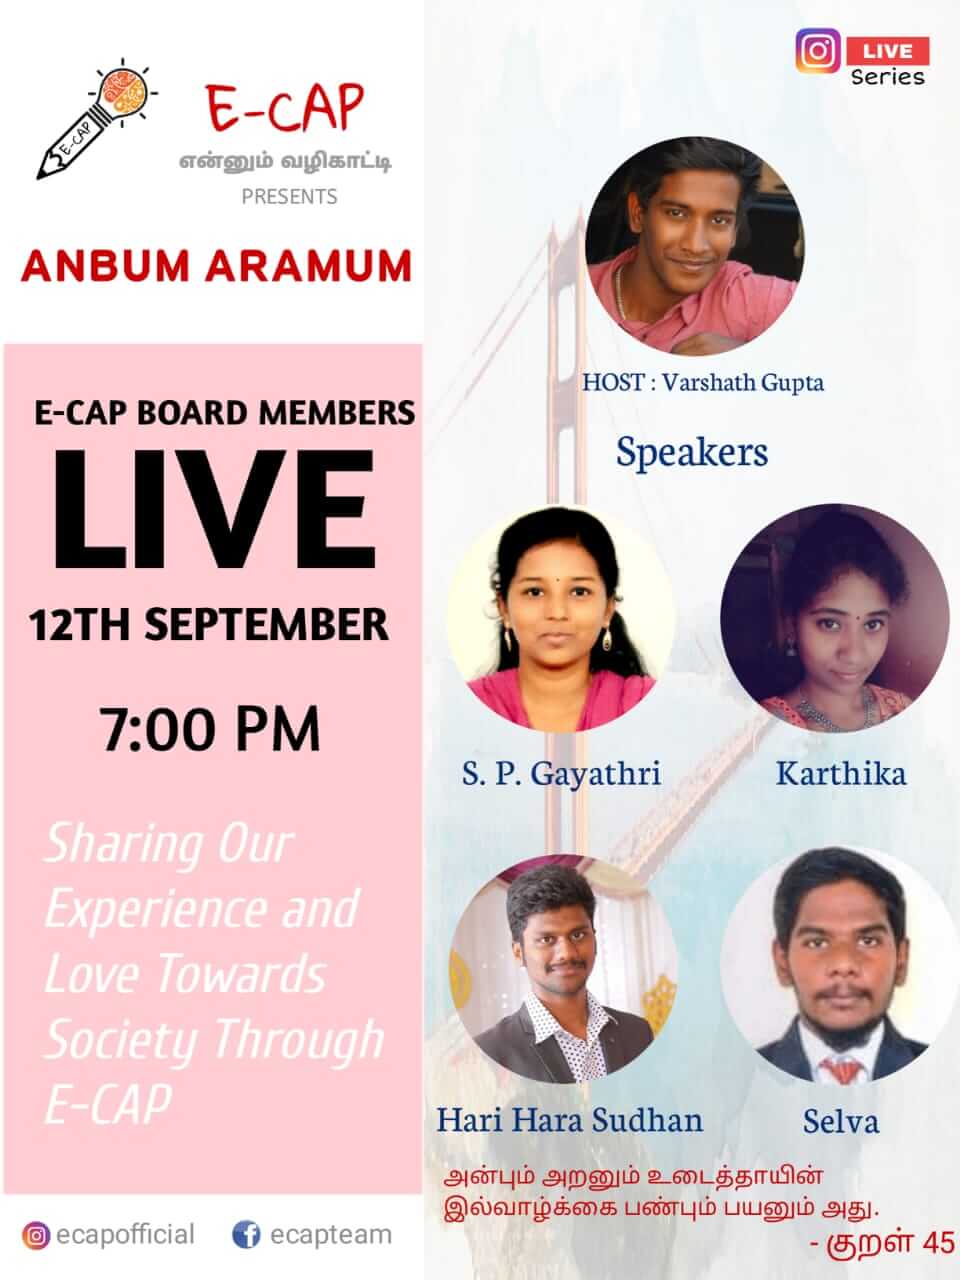 E-CAP
E-CAP
என்னும் வழிகாட்டி
PRESENTS
ANBUM ARAMUM
E-CAP BOARD MEMBERS
LIVE
12TH SEPTEMBER
7:00 PM
Sharing Our
Experience and
Love Towards
Society Through
E-CAP
ecapofficial
ecapteam
LIVE
Series
HOST : Varshath Gupta
Speakers
S. P. Gayathri
Karthika
Hari Hara Sudhan
Selva
அன்பும் அறனும் உடைத்தாயின்
இல்வாழ்க்கை பண்பும் பயனும் அது.
- குறள் 45